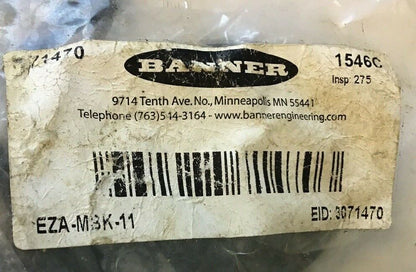 71470
1546C
BANNER
Insp: 275
9714 Tenth Ave. No., Minneapolis MN 55441
Telephone (763)544-3164 - www.bannerengineering.com
EZA-MBK-11
EID: 3071470